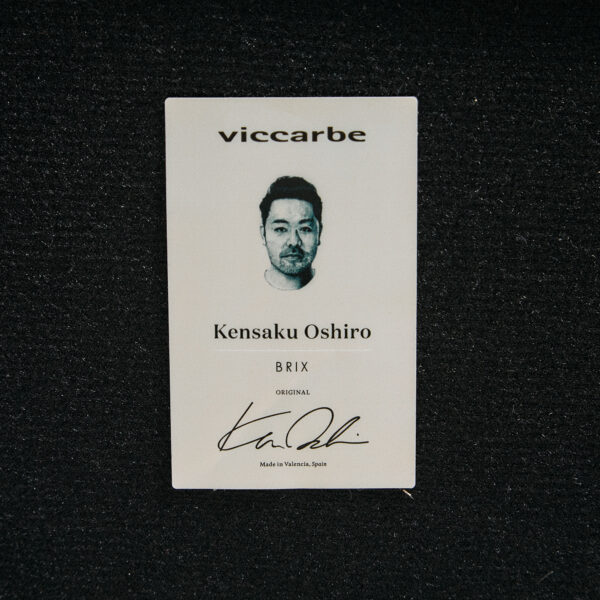 viccarbe
Kensaku Oshiro
BRIX
ORIGINAL
Made in Valencia, Spain